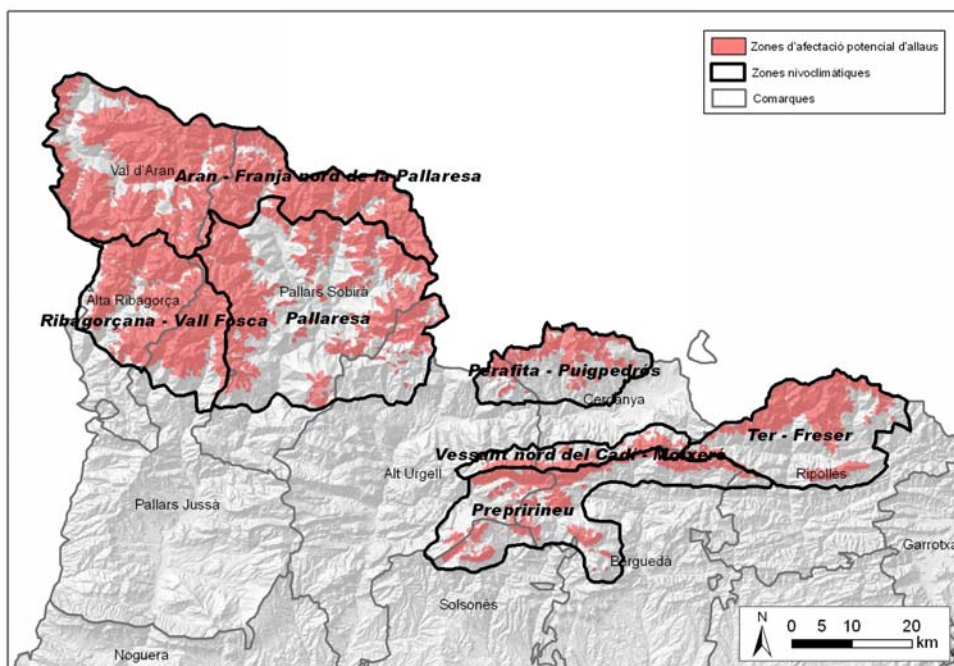 Zones d'afectació potencial d'allaus
Zones nivoclimàtiques
Comarques
Val d'Aran
Aran - Franja nord de la Pallaresa
Alta Ribagorça
Pallars Sobirà
Ribagorçana - Vall Fosca
Pallaresa
Perafita - Puigpedrós
Cerdanya
Ter - Freser
Vessant nord del Cadí - Moixeró
Alt Urgell
Ripollès
Pallars Jussà
Prepririneu
Garrotxa
Berguedà
Solsonès
Noguera
N
0 5 10 20
km